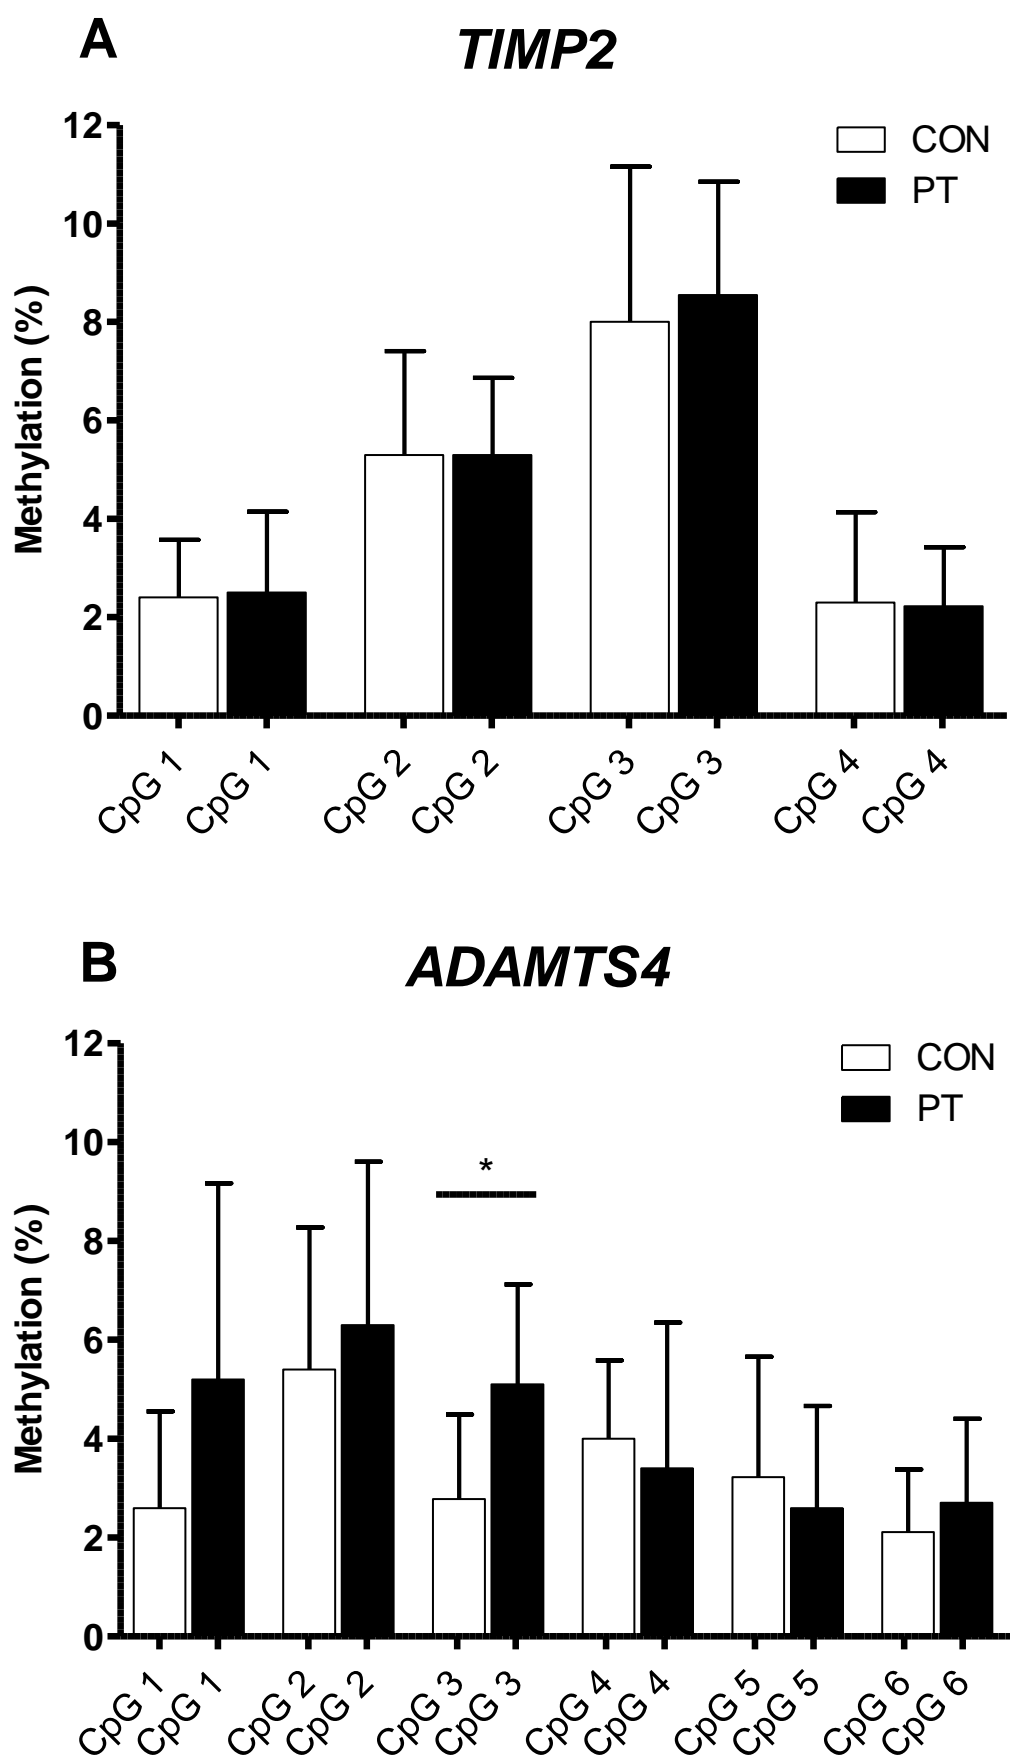 A
TIMP2
12
10
8
6
4
2
0
Methylation (%)
CON
PT
CpG 1
CpG 1
CpG 2
CpG 2
CpG 3
CpG 3
CpG 4
CpG 4
B
ADAMTS4
12
10
8
6
4
2
0
Methylation (%)
CON
PT
*
CpG 1
CpG 1
CpG 2
CpG 2
CpG 3
CpG 3
CpG 4
CpG 4
CpG 5
CpG 5
CpG 6
CpG 6